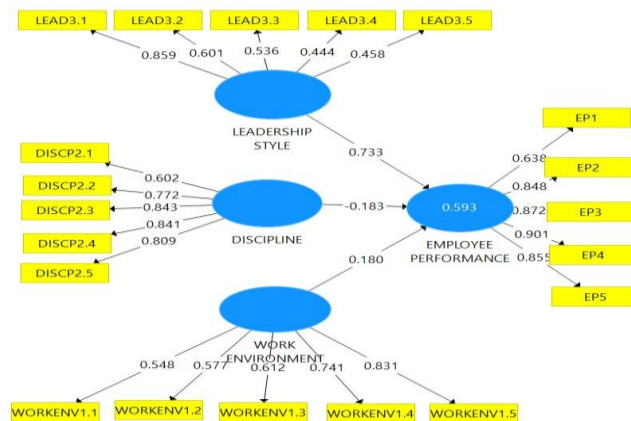 LEAD3.1
LEAD3.2
LEAD3.3
LEAD3.4
LEAD3.5
0.859
0.601
0.536
0.444
0.458
LEADERSHIP
STYLE
0.733
DISCP2.1
DISCP2.2
DISCP2.3
DISCP2.4
DISCP2.5
0.602
0.772
0.843
0.841
0.809
DISCIPLINE
-0.183
0.593
EMPLOYEE
PERFORMANCE
0.638
0.848
0.872
0.901
0.855
EP1
EP2
EP3
EP4
EP5
0.180
WORK
ENVIRONMENT
0.548
0.577
0.612
0.741
0.831
WORKENV1.1
WORKENV1.2
WORKENV1.3
WORKENV1.4
WORKENV1.5